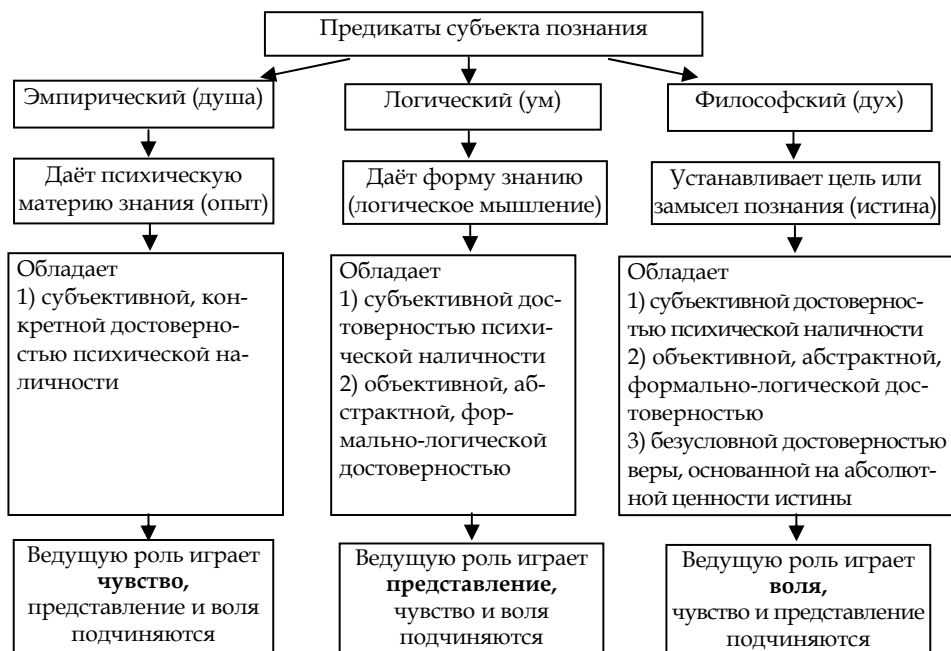 Предикаты субъекта познания
Эмпирический (душа)
Логический (ум)
Философский (дух)
Даёт психическую
материю знания (опыт)
Даёт форму знанию
(логическое мышление)
Устанавливает цель или
замысел познания (истина)
Обладает
1) субъективной, кон-
кретной достоверно-
стью психической на-
личности
Обладает
1) субъективной дос-
товерностью психи-
ческой наличности
2) объективной, аб-
страктной, фор-
мально-логической
достоверностью
Обладает
1) субъективной достовернос-
тью психической наличности
2) объективной, абстрактной,
формально-логической дос-
товерностью
3) безусловной достоверностью
веры, основанной на абсолют-
ной ценности истины
Ведущую роль играет
чувство,
представление и воля
подчиняются
Ведущую роль играет
представление,
чувство и воля
подчиняются
Ведущую роль играет
воля,
чувство и представление
подчиняются